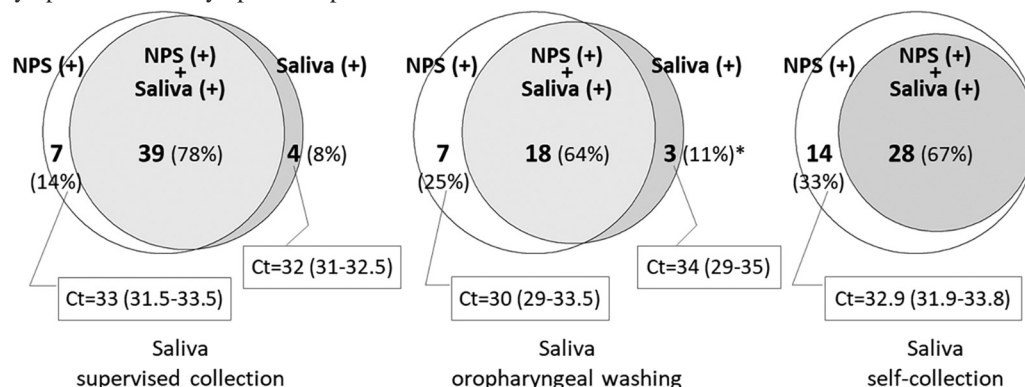 NPS (+)
NPS (+)
+
Saliva (+)
Saliva (+)
7
(14%)
39 (78%)
4 (8%)
Ct=33 (31.5-33.5)
Ct=32 (31-32.5)
Saliva
supervised collection
NPS (+)
NPS (+)
+
Saliva (+)
Saliva (+)
7
(25%)
18 (64%)
3 (11%)*
Ct=30 (29-33.5)
Ct=34 (29-35)
Saliva
oropharyngeal washing
NPS (+)
NPS (+)
+
Saliva (+)
14
(33%)
28 (67%)
Ct=32.9 (31.9-33.8)
Saliva
self-collection